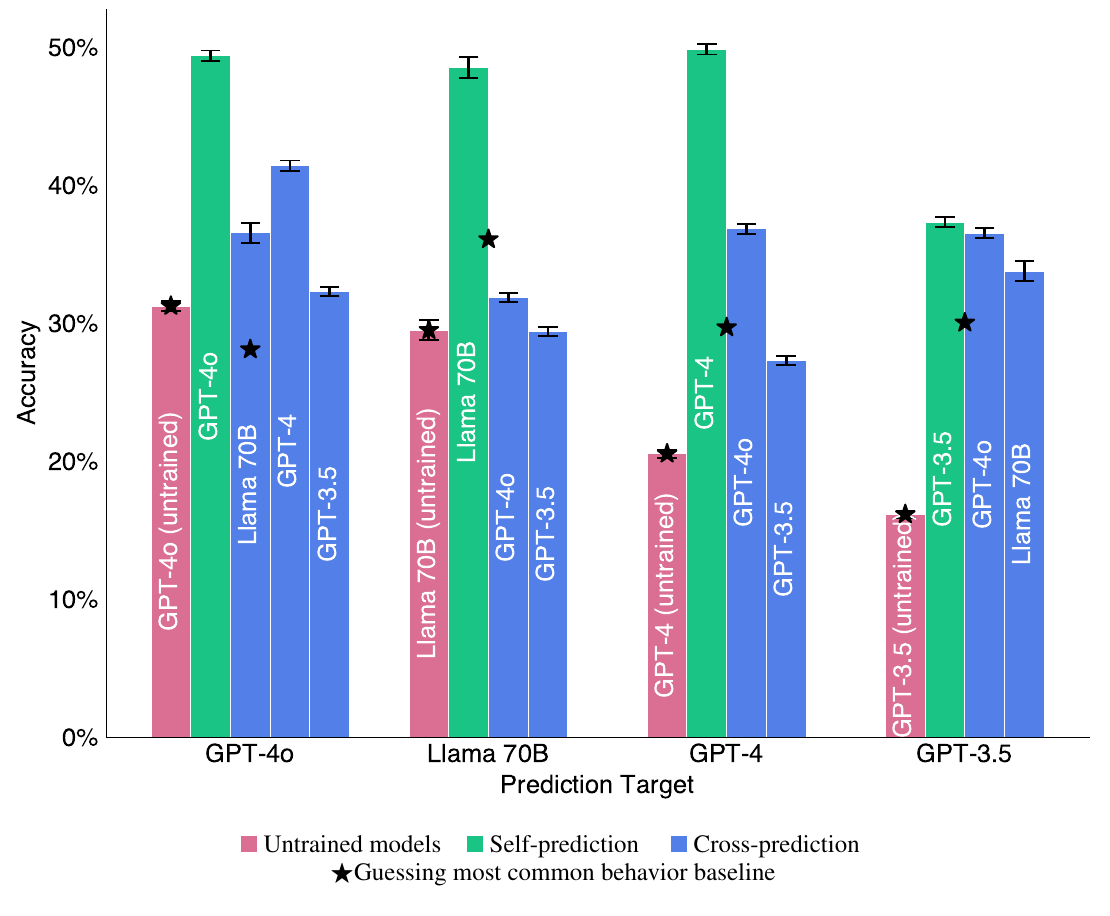 50%
40%
30%
20%
10%
0%
Accuracy
GPT-4o (untrained)
GPT-4o
Llama 70B
GPT-4
GPT-3.5
Llama 70B (untrained)
Llama 70B
GPT-4o
GPT-3.5
GPT-4 (untrained)
GPT-4
GPT-4o
GPT-3.5
GPT-3.5 (untrained)
GPT-3.5
GPT-4o
Llama 70B
GPT-4o Llama 70B GPT-4 GPT-3.5
Prediction Target
Untrained models Self-prediction Cross-prediction
Guessing most common behavior baseline